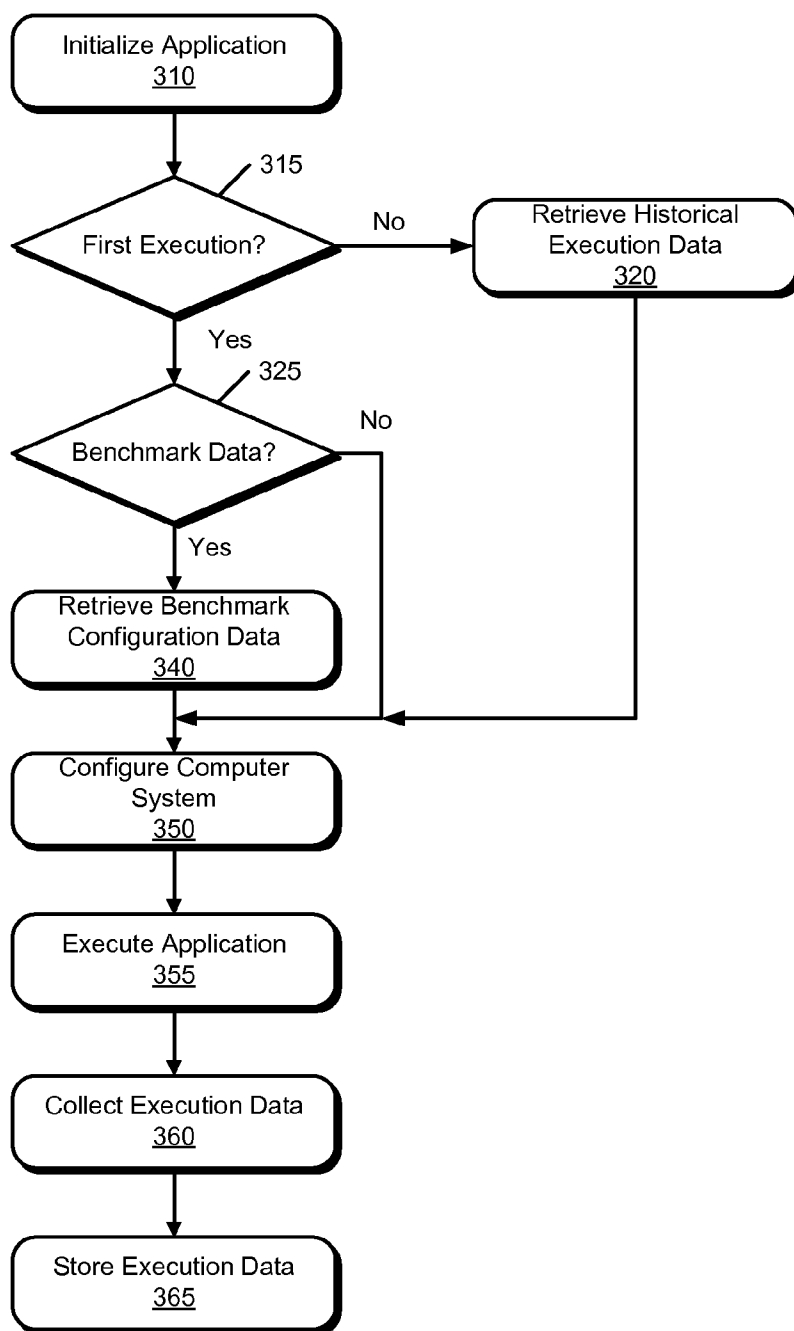 Initialize Application
310
315
First Execution?
No
Retrieve Historical
Execution Data
320
Yes
325
Benchmark Data?
No
Yes
Retrieve Benchmark
Configuration Data
340
Configure Computer
System
350
Execute Application
355
Collect Execution Data
360
Store Execution Data
365